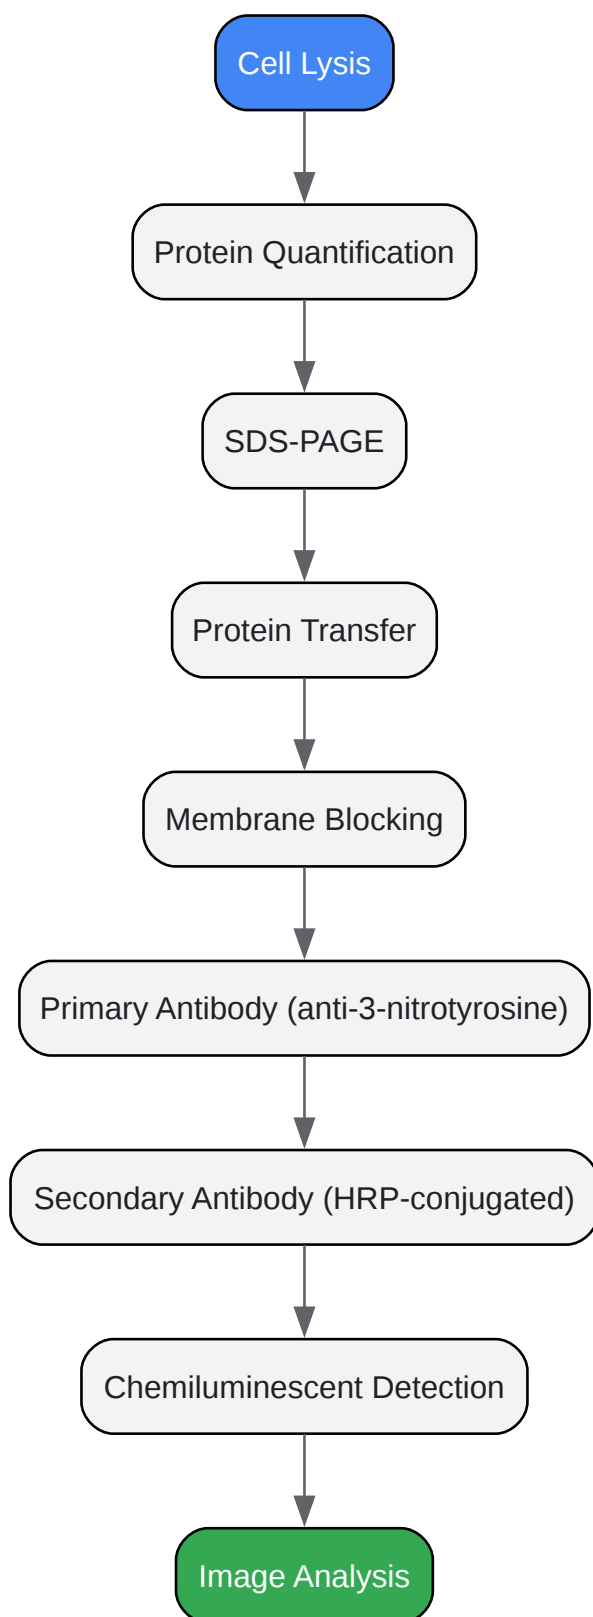 Cell Lysis
Protein Quantification
SDS-PAGE
Protein Transfer
Membrane Blocking
Primary Antibody (anti-3-nitrotyrosine)
Secondary Antibody (HRP-conjugated)
Chemiluminescent Detection
Image Analysis